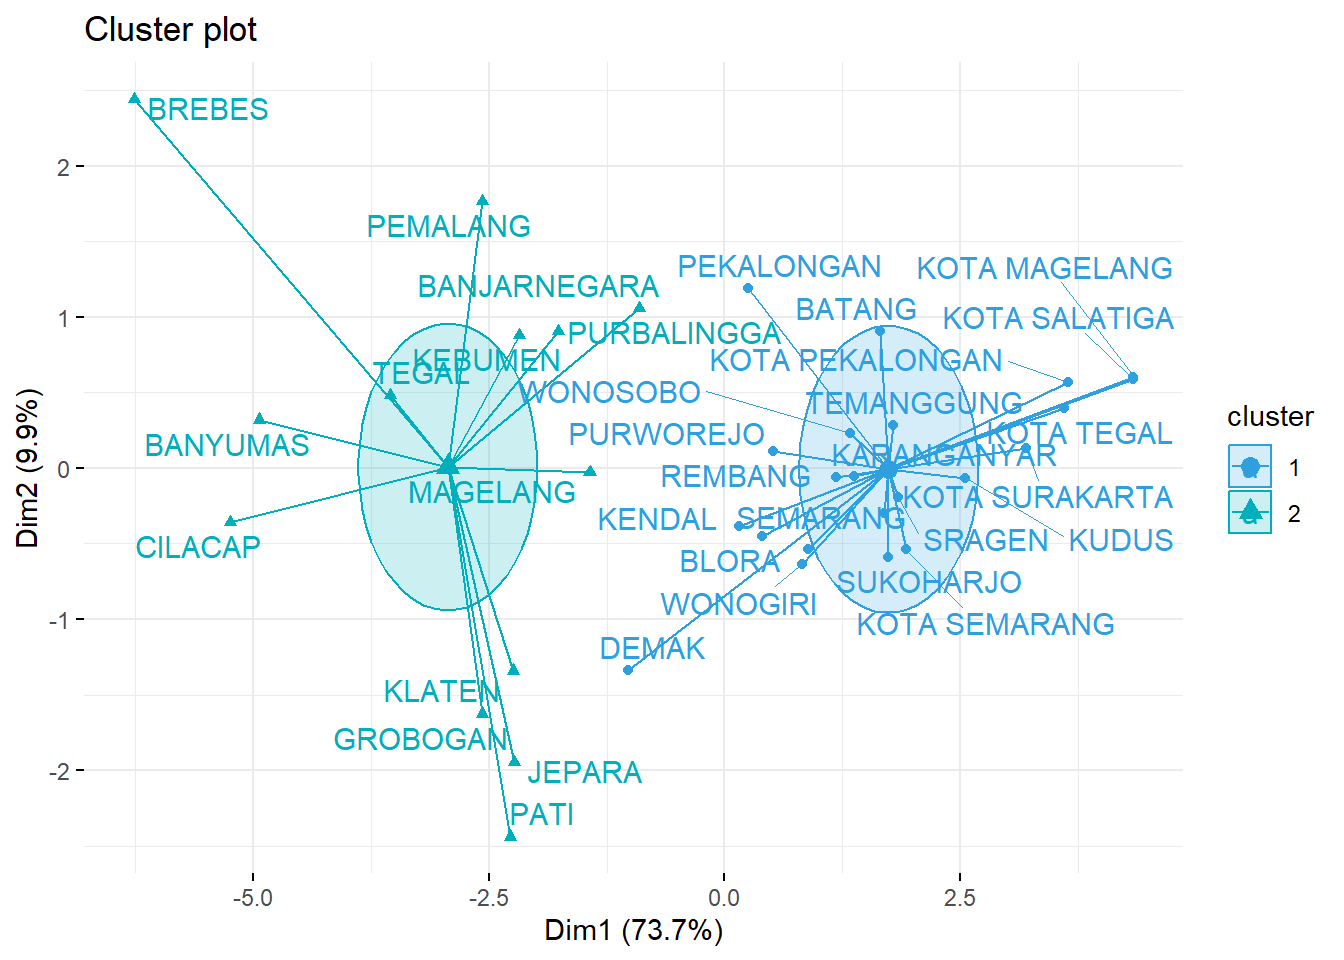 Cluster plot
BREBES
PEMALANG
BANJARNEGARA
PURBALINGGA
KEBUMEN
TEGAL
BANYUMAS
MAGELANG
CILACAP
KLATEN
GROBOGAN
JEPARA
PATI
PEKALONGAN
KOTA MAGELANG
BATANG
KOTA SALATIGA
KOTA PEKALONGAN
WONOSOBO
TEMANGGUNG
PURWOREJO
KOTA TEGAL
KARANGANYAR
REMBANG
KOTA SURAKARTA
KENDAL
SEMARANG
SRAGEN
KUDUS
BLORA
SUKOHARJO
WONOGIRI
KOTA SEMARANG
DEMAK
2
1
0
-1
-2
Dim2 (9.9%)
-5.0
-2.5
0.0
2.5
Dim1 (73.7%)
cluster
a 1
a 2